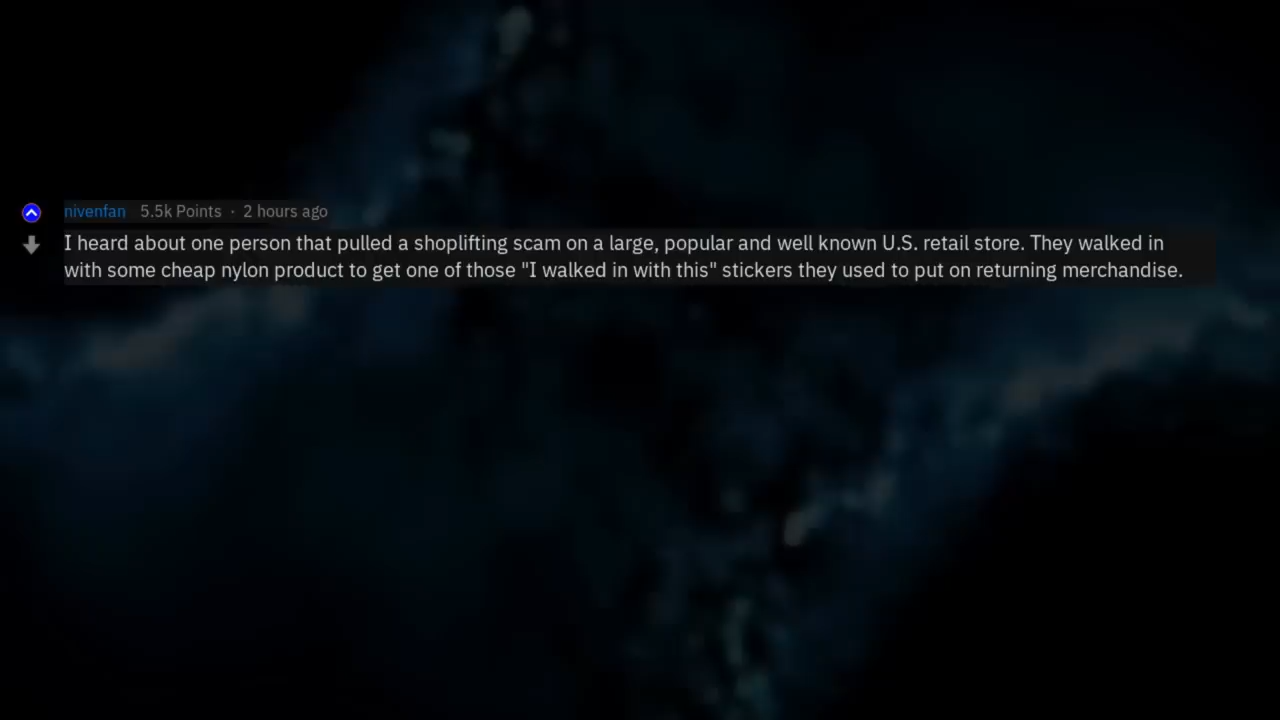 nivenfan 5.5k Points · 2 hours ago
I heard about one person that pulled a shoplifting scam on a large, popular and well known U.S. retail store. They walked in
with some cheap nylon product to get one of those "I walked in with this" stickers they used to put on returning merchandise.